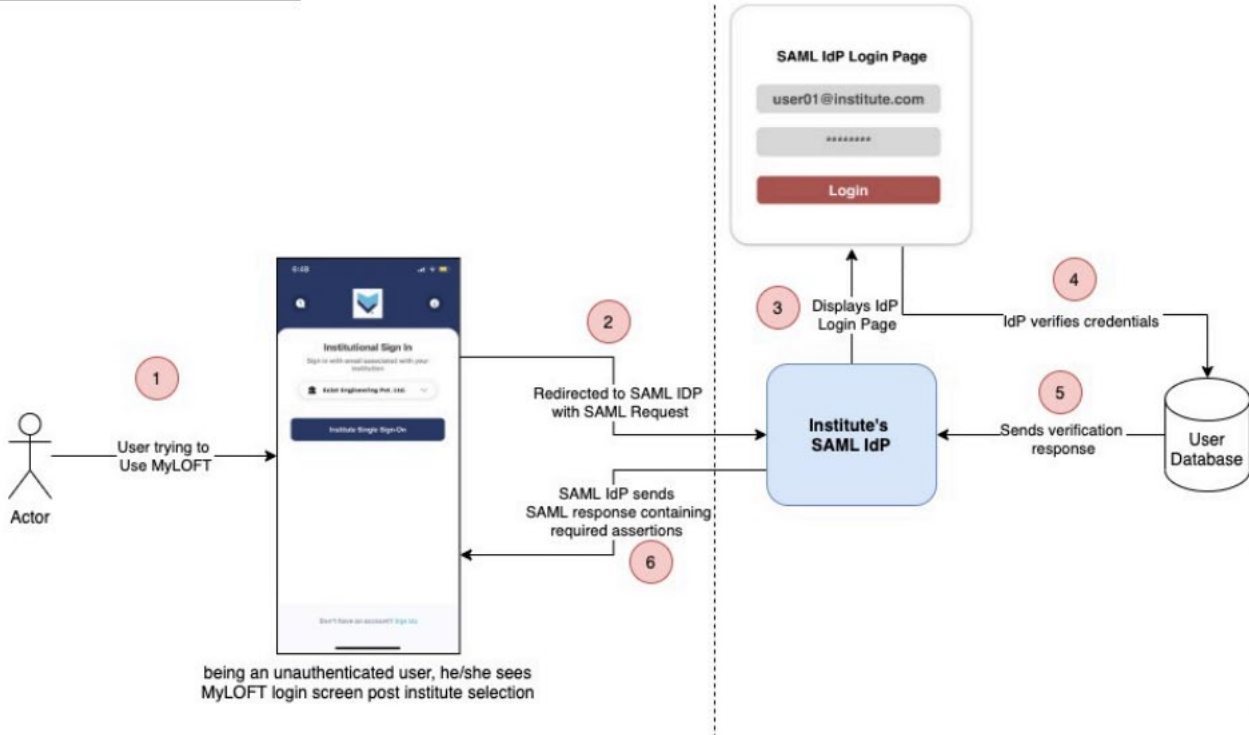 SAML IdP Login Page
user01@institute.com
********
Login
1
User trying to
Use MyLOFT
Actor
6:49
Institutional Sign In
Sign in with email associated with your
institution
Eclat Engineering Pvt. Ltd.
Institute Single Sign-On
Don't have an account? Sign Up
being an unauthenticated user, he/she sees
MyLOFT login screen post institute selection
2
Redirected to SAML IDP
with SAML Request
3
Displays IdP
Login Page
4
IdP verifies credentials
Institute's
SAML IdP
5
Sends verification
response
User
Database
SAML IdP sends
SAML response containing
required assertions
6